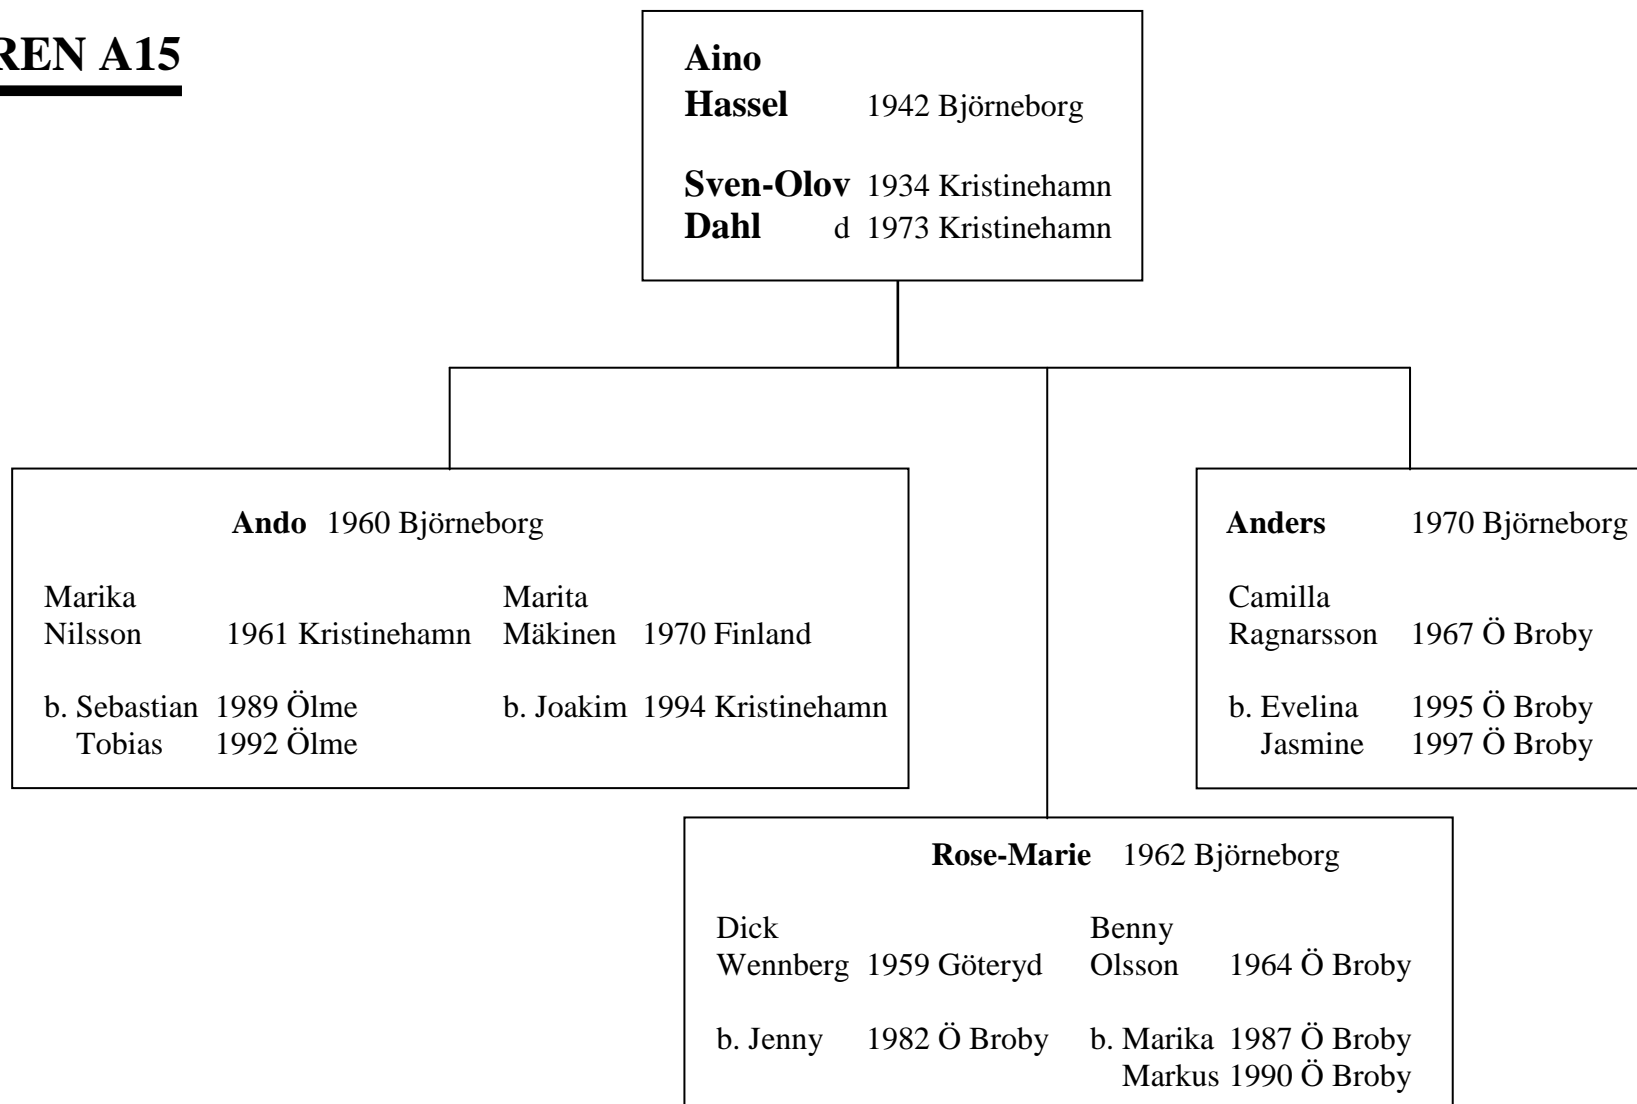 REN A15
Aino
Hassel 1942 Björneborg
Sven-Olov 1934 Kristinehamn
Dahl d 1973 Kristinehamn
Ando 1960 Björneborg
Marika Marita
Nilsson 1961 Kristinehamn Mäkinen 1970 Finland
b. Sebastian 1989 Ölme b. Joakim 1994 Kristinehamn
Tobias 1992 Ölme
Anders 1970 Björneborg
Camilla
Ragnarsson 1967 Ö Broby
b. Evelina 1995 Ö Broby
Jasmine 1997 Ö Broby
Rose-Marie 1962 Björneborg
Dick Benny
Wennberg 1959 Göteryd Olsson 1964 Ö Broby
b. Jenny 1982 Ö Broby b. Marika 1987 Ö Broby
Markus 1990 Ö Broby